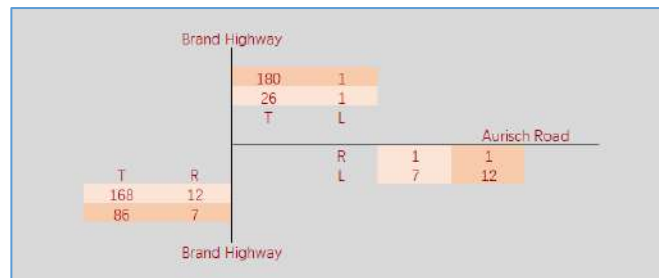 Brand Highway
180 1
26 1
T L
Aurisch Road
R 1 1
L 7 12
T R
168 12
86 7
Brand Highway